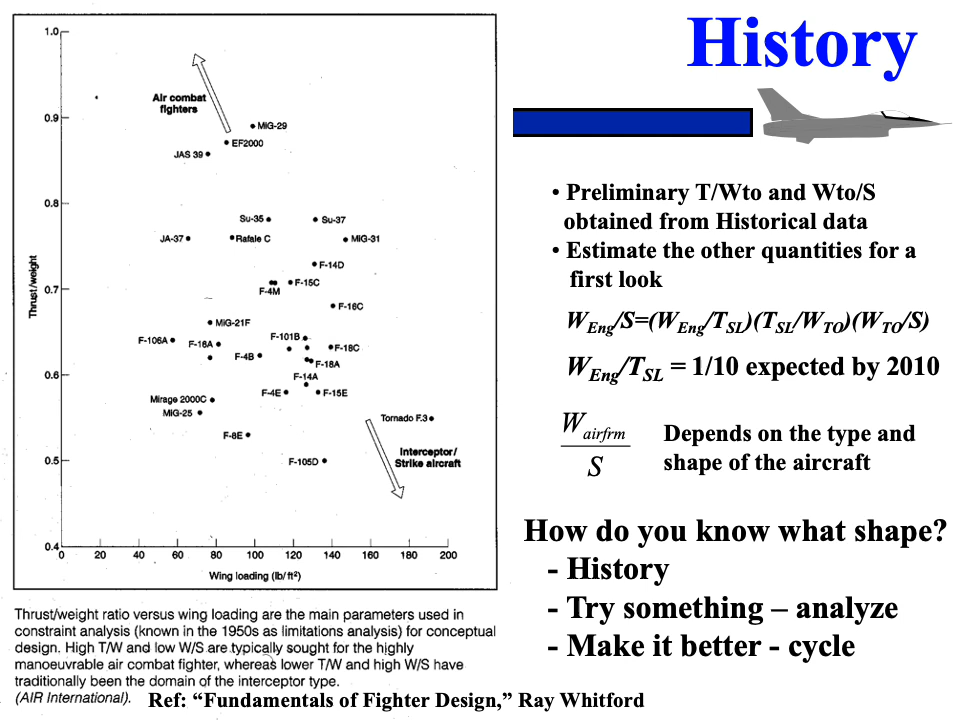 History
1.0
0.9
0.8
0.7
0.6
0.5
0.4
Thrust/weight
0 20 40 60 80 100 120 140 160 180 200
Wing loading (lb/ft²)
Air combat
fighters
MiG-29
EF2000
JAS 39
Su-35
Su-37
JA-37
Rafale C
MiG-31
F-14D
F-4M
F-15C
F-16C
MiG-21F
F-106A
F-16A
F-101B
F-4B
F-18C
F-18A
F-14A
F-4E
F-15E
Mirage 2000C
MiG-25
Tornado F.3
F-8E
F-105D
Interceptor/
Strike aircraft
Thrust/weight ratio versus wing loading are the main parameters used in
constraint analysis (known in the 1950s as limitations analysis) for conceptual
design. High T/W and low W/S are typically sought for the highly
manoeuvrable air combat fighter, whereas lower T/W and high W/S have
traditionally been the domain of the interceptor type.
(AIR International). Ref: “Fundamentals of Fighter Design,” Ray Whitford
• Preliminary T/Wto and Wto/S
obtained from Historical data
• Estimate the other quantities for a
first look
W_Eng/S=(W_Eng/T_SL)(T_SL/W_TO)(W_TO/S)
W_Eng/T_SL = 1/10 expected by 2010
W_airfrm
S
Depends on the type and
shape of the aircraft
How do you know what shape?
- History
- Try something – analyze
- Make it better - cycle